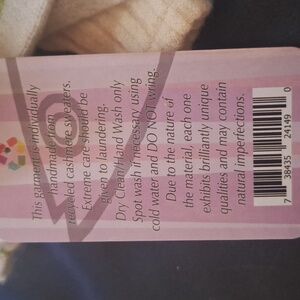 This garment is individually
handmade from
recycled cashmere sweaters.
Extreme care should be
given to laundering.
Dry Clean/Hand Wash only
Spot wash if necessary using
cold water and DO NOT wring.
Due to the nature of
the material, each one
exhibits brilliantly unique
qualities and may contain
natural imperfections.
7 38435 24149 0